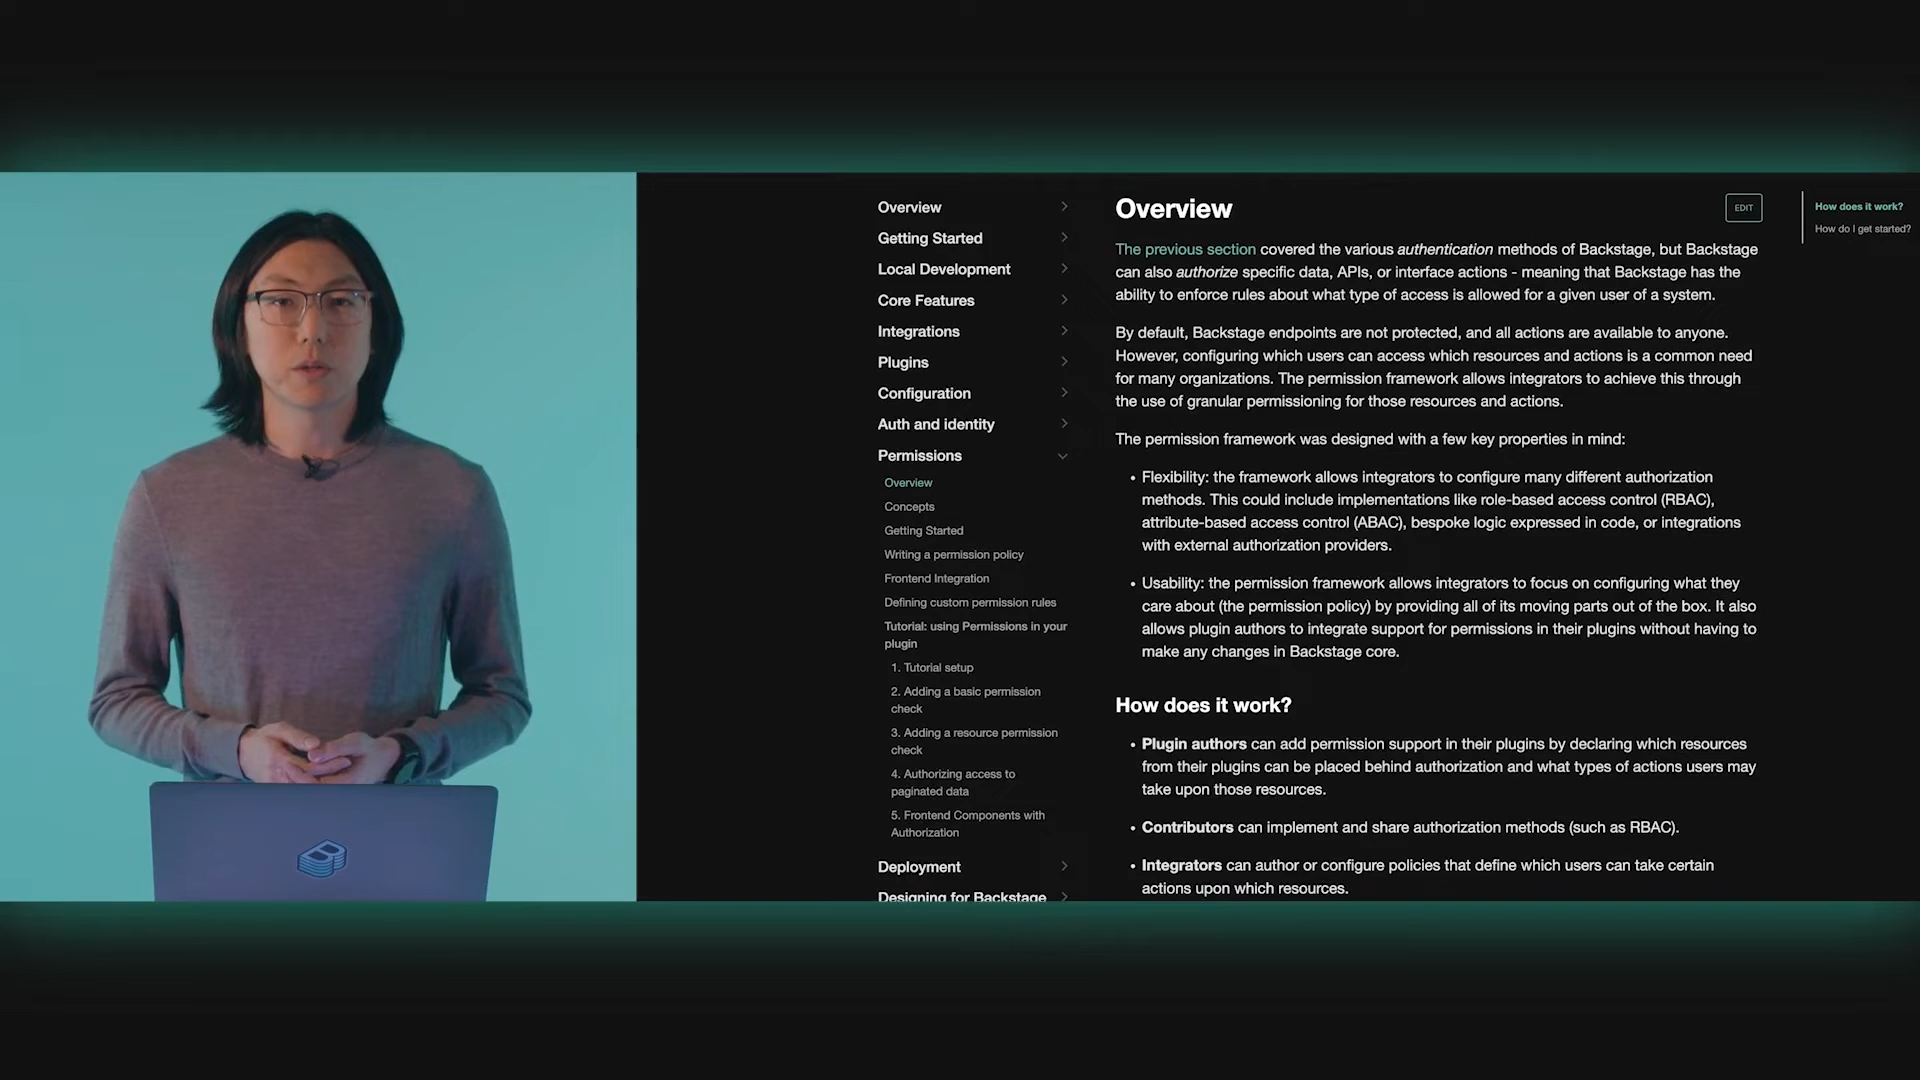 Overview
Getting Started
Local Development
Core Features
Integrations
Plugins
Configuration
Auth and identity
Permissions
Overview
Concepts
Getting Started
Writing a permission policy
Frontend Integration
Defining custom permission rules
Tutorial: using Permissions in your
plugin
1. Tutorial setup
2. Adding a basic permission
check
3. Adding a resource permission
check
4. Authorizing access to
paginated data
5. Frontend Components with
Authorization
Deployment
Designing for Backstage
Overview
EDIT
The previous section covered the various authentication methods of Backstage, but Backstage
can also authorize specific data, APIs, or interface actions - meaning that Backstage has the
ability to enforce rules about what type of access is allowed for a given user of a system.
By default, Backstage endpoints are not protected, and all actions are available to anyone.
However, configuring which users can access which resources and actions is a common need
for many organizations. The permission framework allows integrators to achieve this through
the use of granular permissioning for those resources and actions.
The permission framework was designed with a few key properties in mind:
• Flexibility: the framework allows integrators to configure many different authorization
methods. This could include implementations like role-based access control (RBAC),
attribute-based access control (ABAC), bespoke logic expressed in code, or integrations
with external authorization providers.
• Usability: the permission framework allows integrators to focus on configuring what they
care about (the permission policy) by providing all of its moving parts out of the box. It also
allows plugin authors to integrate support for permissions in their plugins without having to
make any changes in Backstage core.
How does it work?
• Plugin authors can add permission support in their plugins by declaring which resources
from their plugins can be placed behind authorization and what types of actions users may
take upon those resources.
• Contributors can implement and share authorization methods (such as RBAC).
• Integrators can author or configure policies that define which users can take certain
actions upon which resources.
How does it work?
How do I get started?